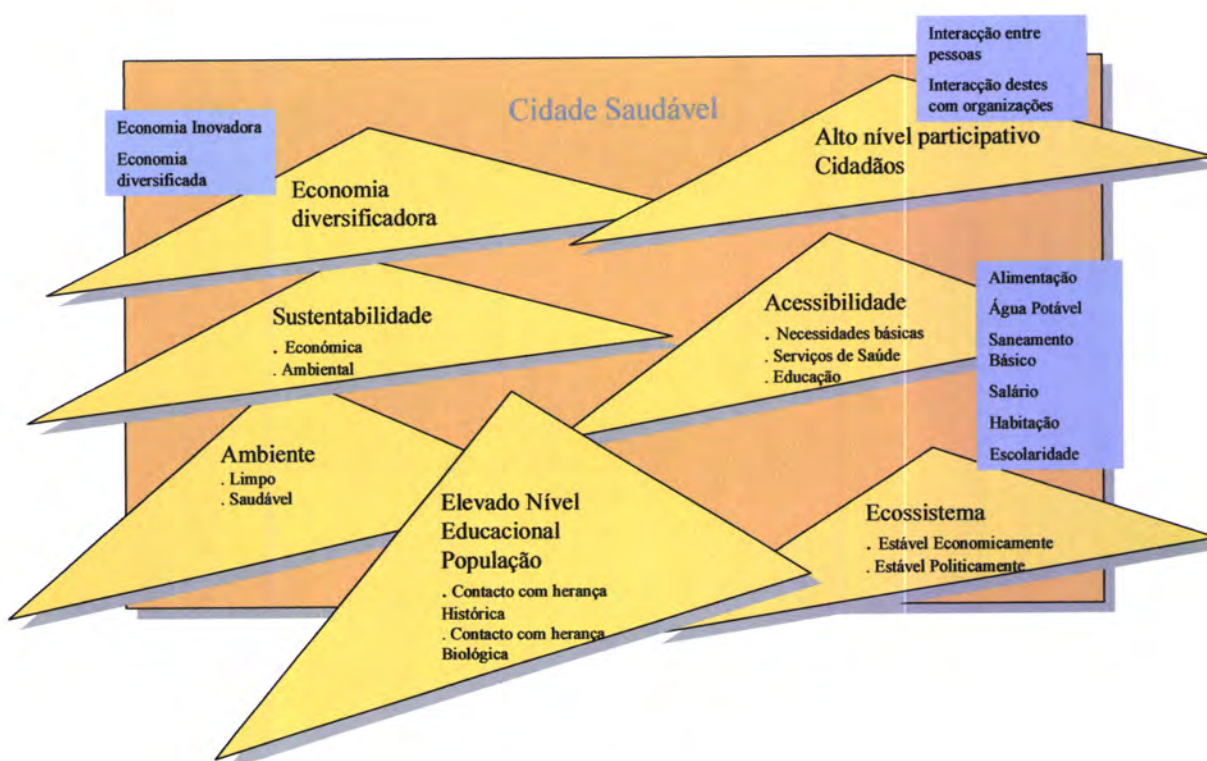 Cidade Saudável
Economia Inovadora
Economia
diversificada
Economia
diversificadora
Interacção entre
pessoas
Interacção destes
com organizações
Alto nível participativo
Cidadãos
Sustentabilidade
. Económica
. Ambiental
Acessibilidade
. Necessidades básicas
. Serviços de Saúde
. Educação
Alimentação
Água Potável
Saneamento
Básico
Salário
Habitação
Escolaridade
Ambiente
. Limpo
. Saudável
Elevado Nível
Educacional
População
. Contacto com herança
Histórica
. Contacto com herança
Biológica
Ecossistema
. Estável Economicamente
. Estável Politicamente